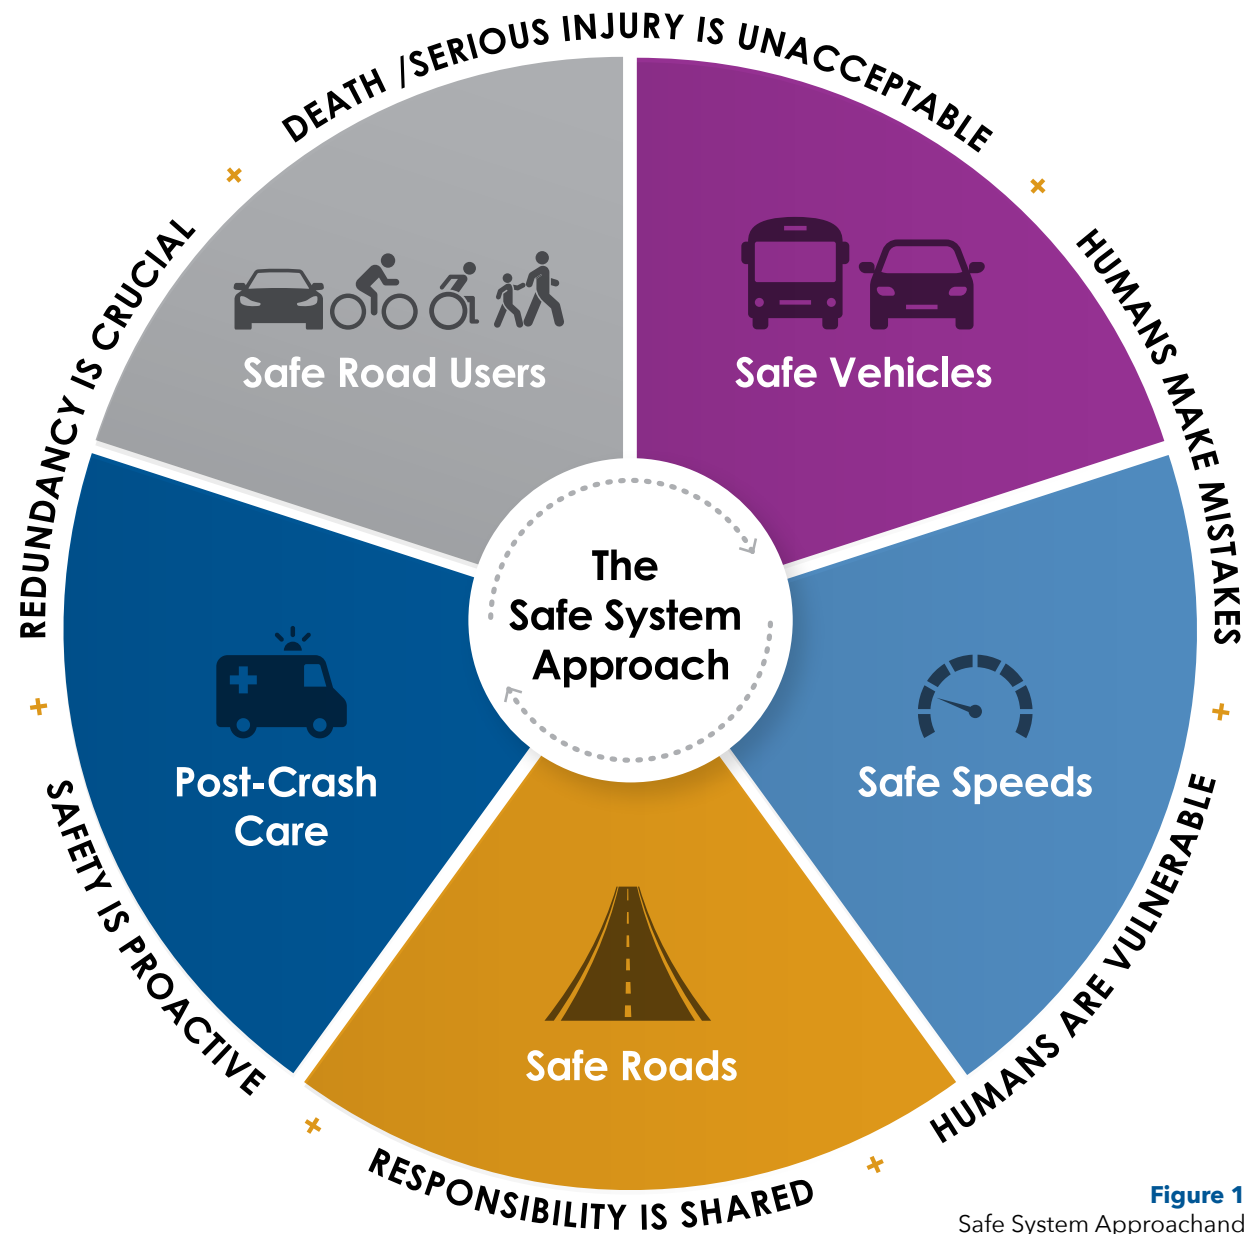 DEATH /SERIOUS INJURY IS UNACCEPTABLE
HUMANS MAKE MISTAKES
HUMANS ARE VULNERABLE
RESPONSIBILITY IS SHARED
SAFETY IS PROACTIVE
REDUNDANCY IS CRUCIAL
Safe Road Users
Safe Vehicles
The
Safe System
Approach
Post-Crash
Care
Safe Speeds
Safe Roads
Figure 1
Safe System Approachand